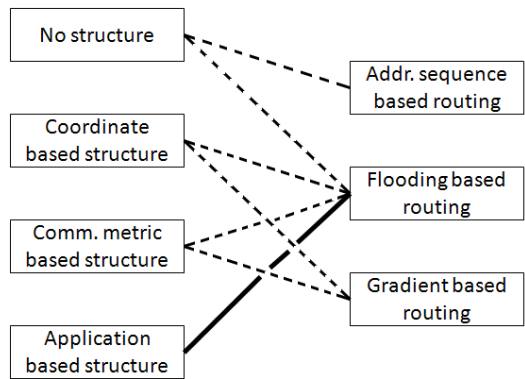 No structure
Coordinate
based structure
Comm. metric
based structure
Application
based structure
Addr. sequence
based routing
Flooding based
routing
Gradient based
routing